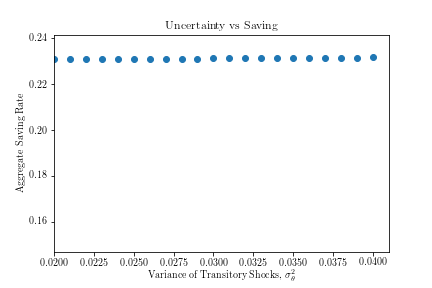 Uncertainty vs Saving
Aggregate Saving Rate
0.24
0.22
0.20
0.18
0.16
0.0200 0.0225 0.0250 0.0275 0.0300 0.0325 0.0350 0.0375 0.0400
Variance of Transitory Shocks, σ²_θ